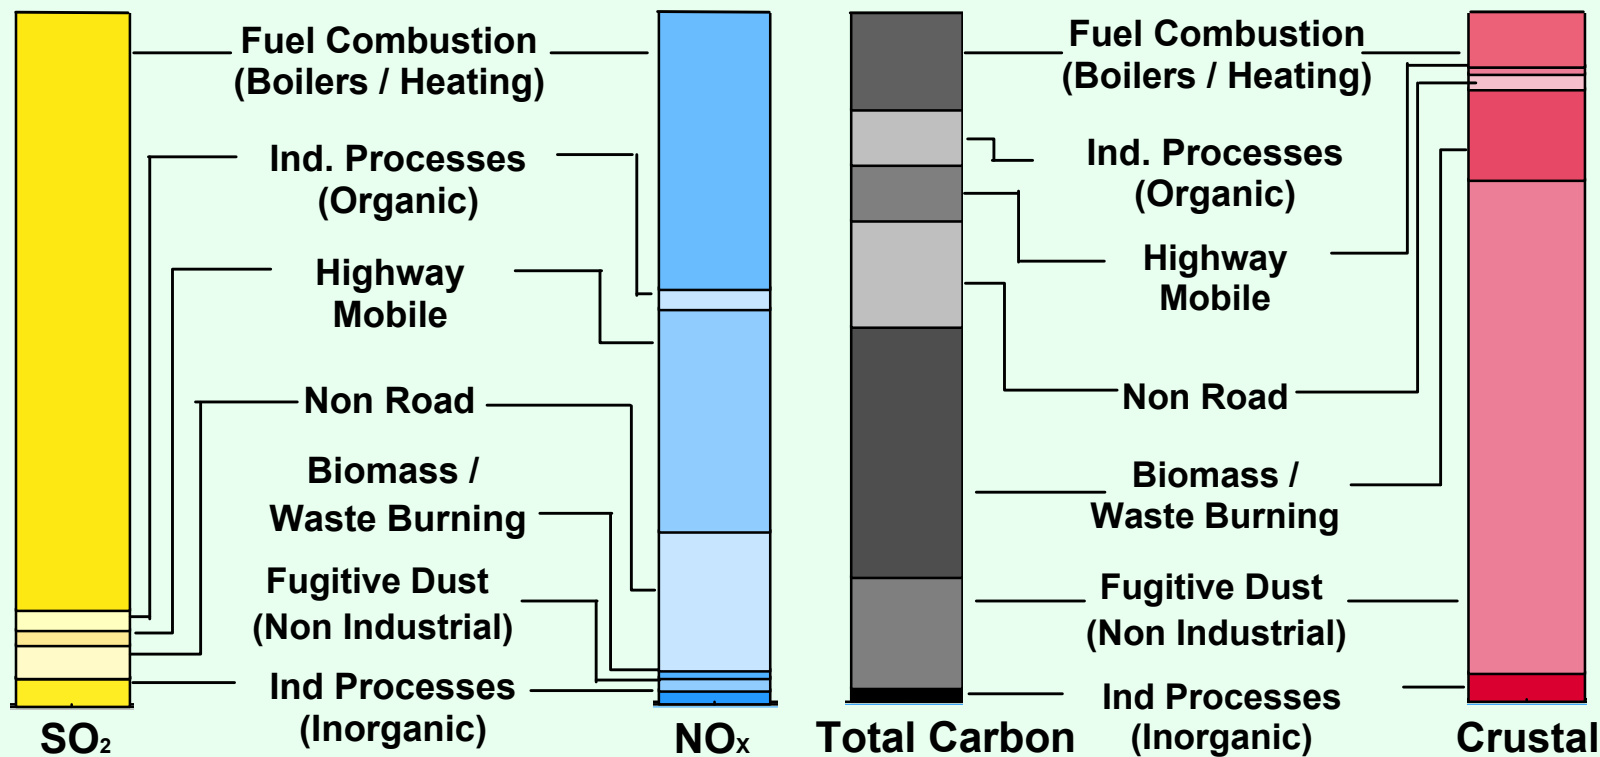 Fuel Combustion
(Boilers / Heating)
Ind. Processes
(Organic)
Highway
Mobile
Non Road
Biomass /
Waste Burning
Fugitive Dust
(Non Industrial)
Ind Processes
(Inorganic)
SO₂
NOx
Fuel Combustion
(Boilers / Heating)
Ind. Processes
(Organic)
Highway
Mobile
Non Road
Biomass /
Waste Burning
Fugitive Dust
(Non Industrial)
Ind Processes
(Inorganic)
Total Carbon
Crustal